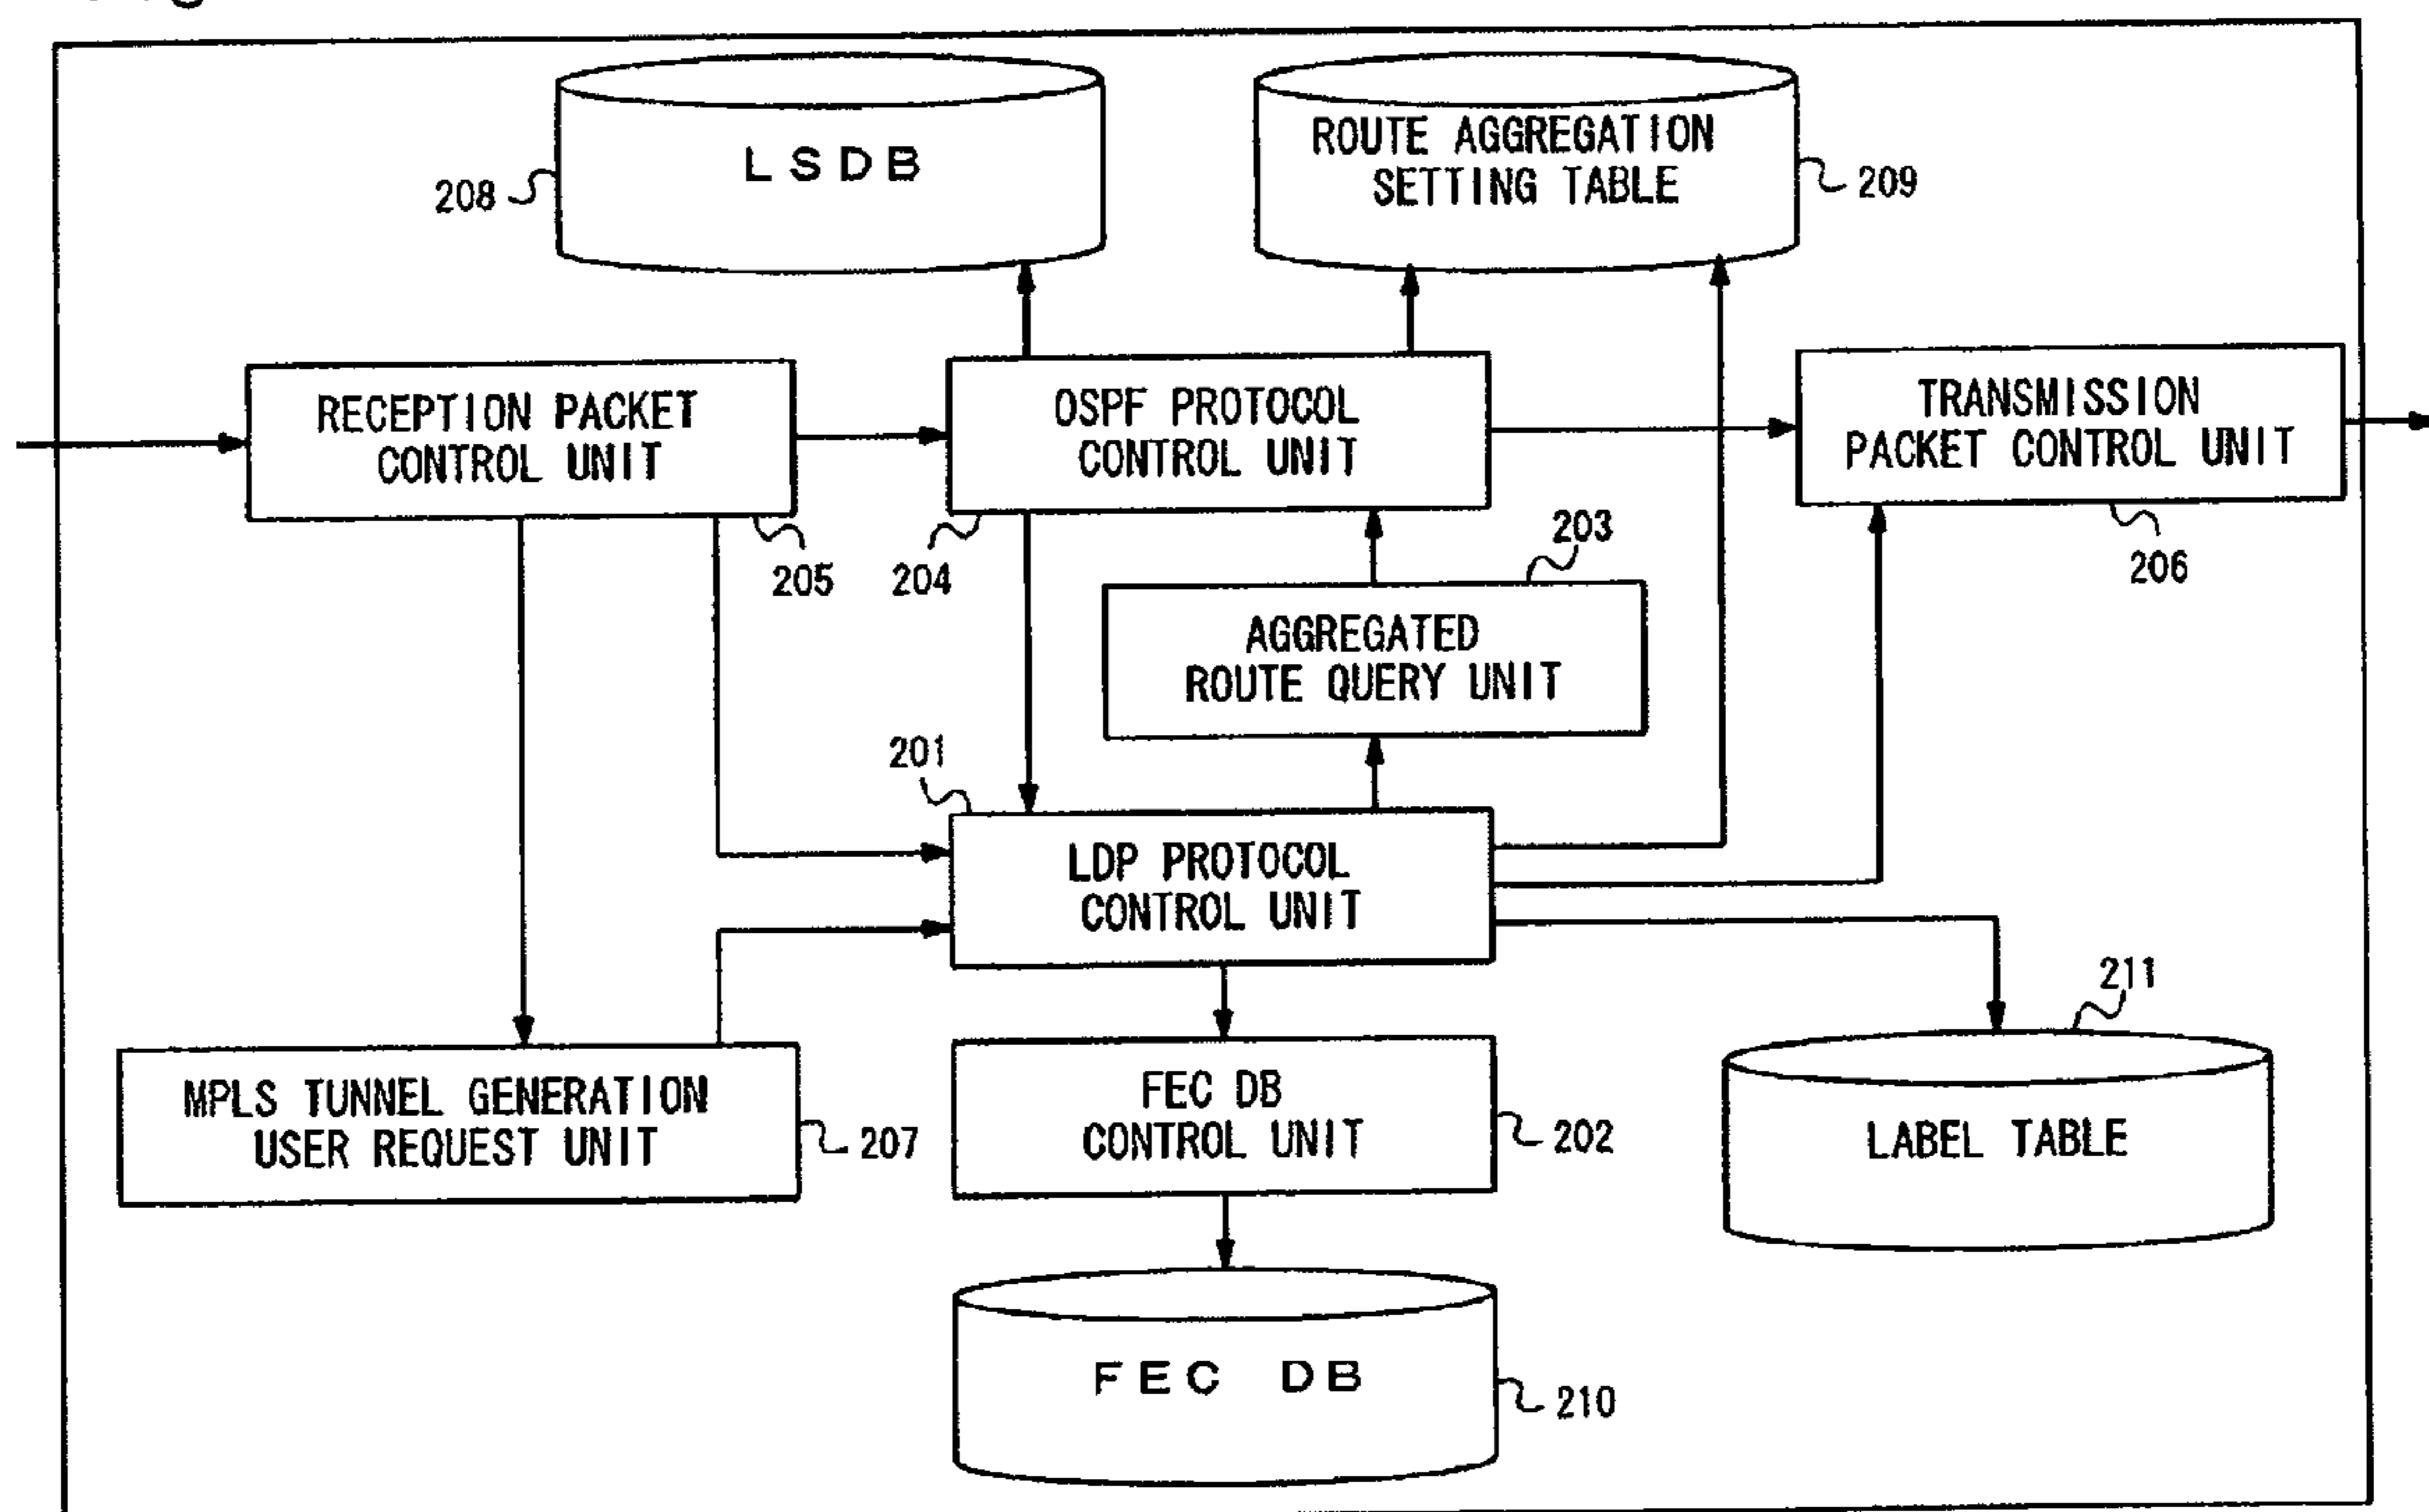 LSDB
208
ROUTE AGGREGATION
SETTING TABLE
209
RECEPTION PACKET
CONTROL UNIT
205
OSPF PROTOCOL
CONTROL UNIT
204
TRANSMISSION
PACKET CONTROL UNIT
206
203
AGGREGATED
ROUTE QUERY UNIT
201
LDP PROTOCOL
CONTROL UNIT
MPLS TUNNEL GENERATION
USER REQUEST UNIT
207
FEC DB
CONTROL UNIT
202
211
LABEL TABLE
FEC DB
210